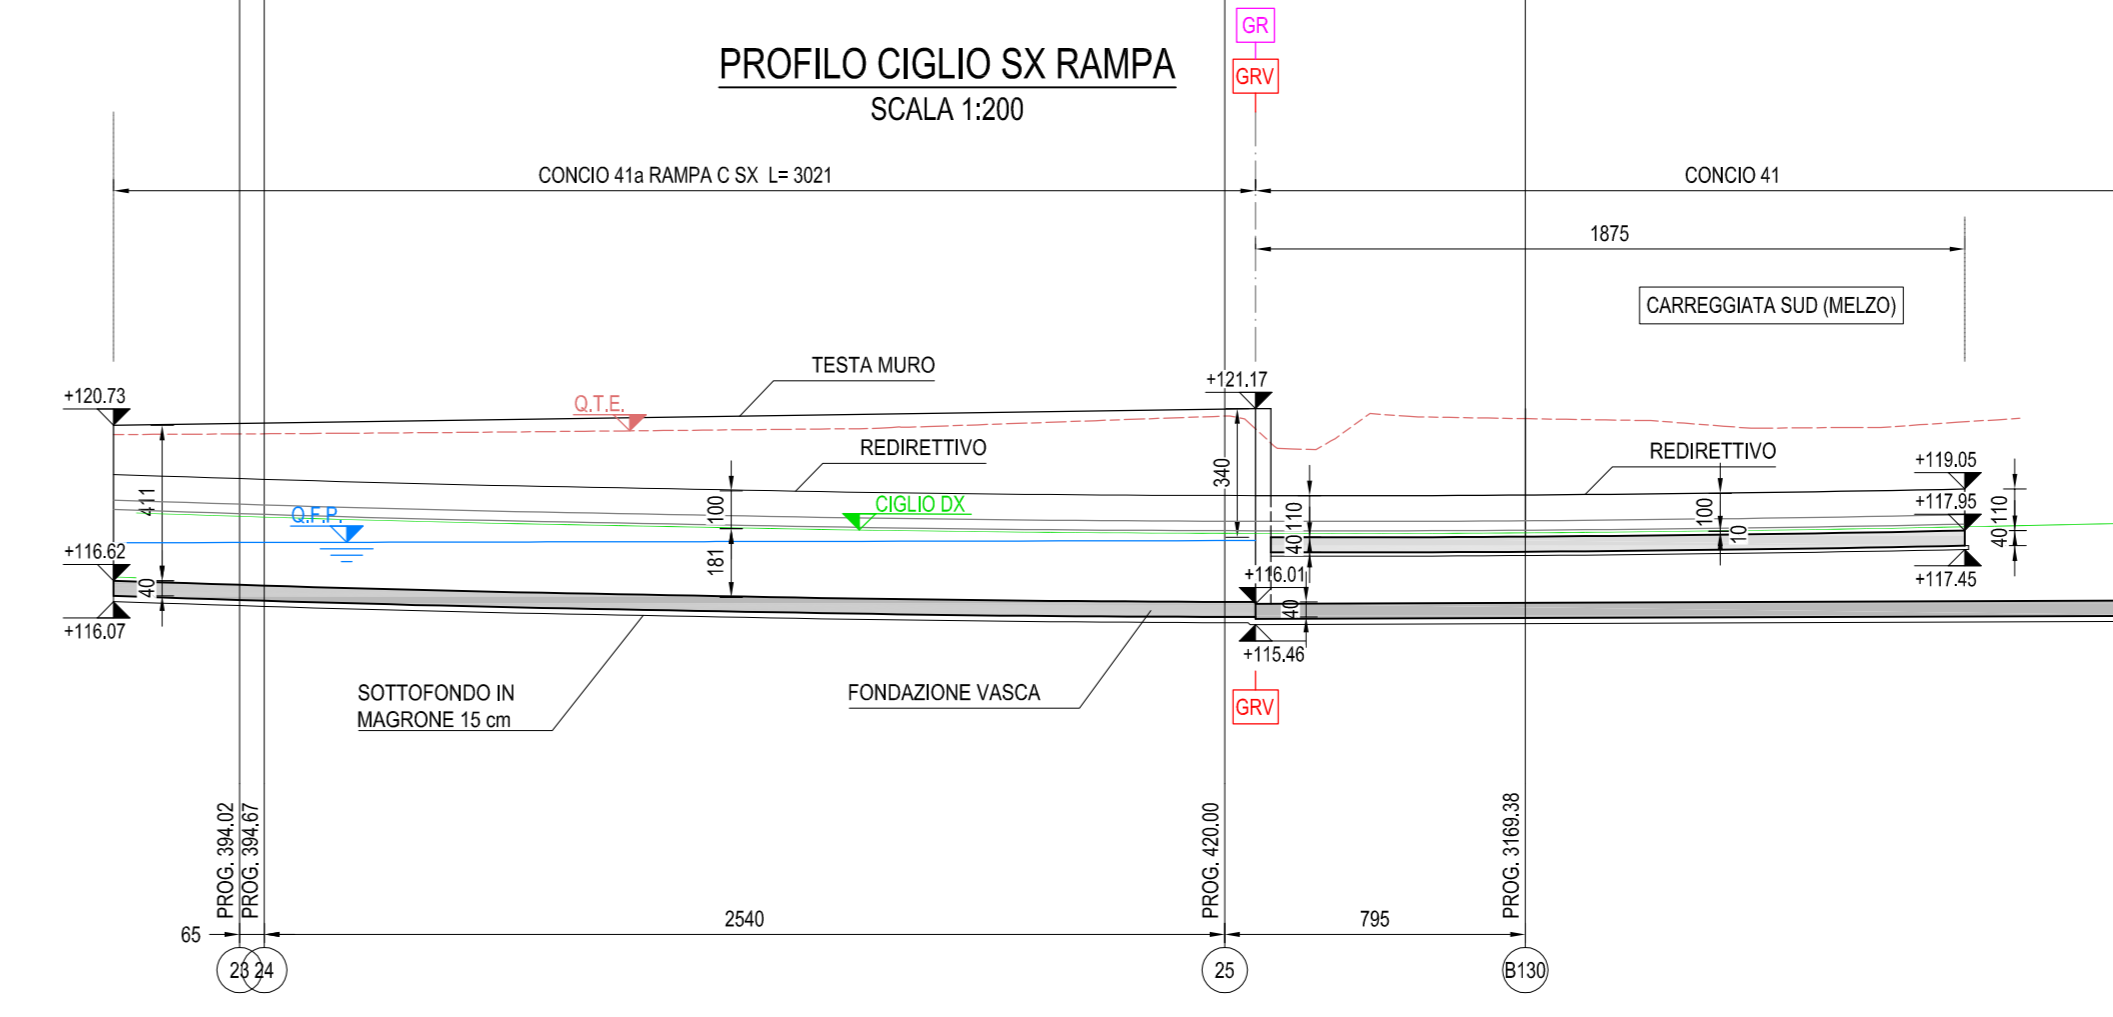 GR
GRV
PROFILO CIGLIO SX RAMPA
SCALA 1:200
CONCIO 41a RAMPA C SX L= 3021
CONCIO 41
1875
CARREGGIATA SUD (MELZO)
TESTA MURO
+121.17
+120.73
Q.T.E.
REDIRETTIVO
REDIRETTIVO
+119.05
340
411
100
CIGLIO DX
Q.F.P.
110
100
+117.95
110
10
40
40
181
+116.62
40
+116.01
+117.45
40
+116.07
+115.46
SOTTOFONDO IN
MAGRONE 15 cm
FONDAZIONE VASCA
GRV
PROG. 394.02
PROG. 394.67
PROG. 420.00
PROG. 3169.38
65
2540
795
23
24
25
B130